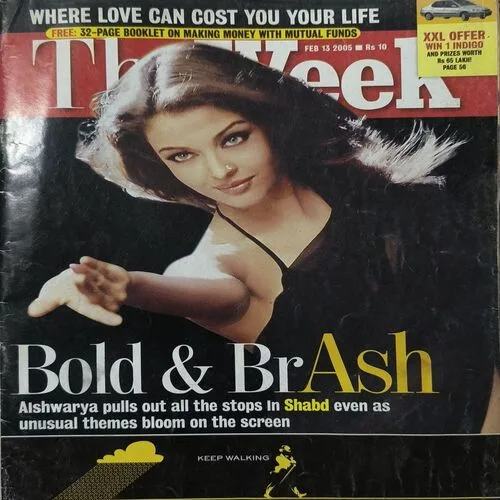 WHERE LOVE CAN COST YOU YOUR LIFE
FREE: 32-PAGE BOOKLET ON MAKING MONEY WITH MUTUAL FUNDS
XXL OFFER
WIN 1 INDIGO
AND PRIZES WORTH
Rs 65 LAKH!
PAGE 56
FEB 13 2005 ■ Rs 10
The Week
Bold & BrAsh
Aishwarya pulls out all the stops in Shabd even as
unusual themes bloom on the screen
KEEP WALKING